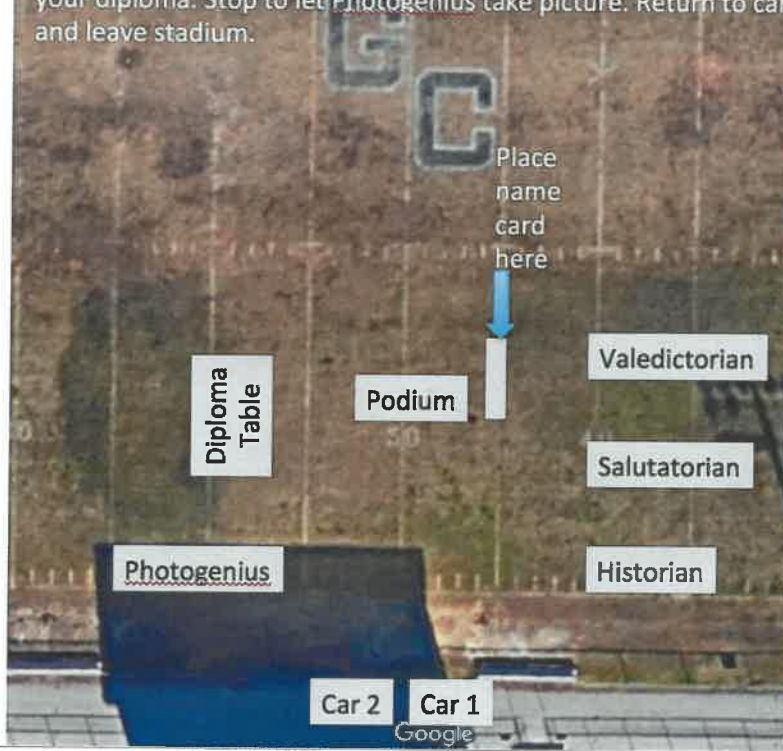 your diploma. Stop to let Photogenius take picture. Return to car
and leave stadium.
G
C
Place
name
card
here
Valedictorian
Diploma
Table
Podium
50
Salutatorian
Photogenius
Historian
Car 2
Car 1
Google